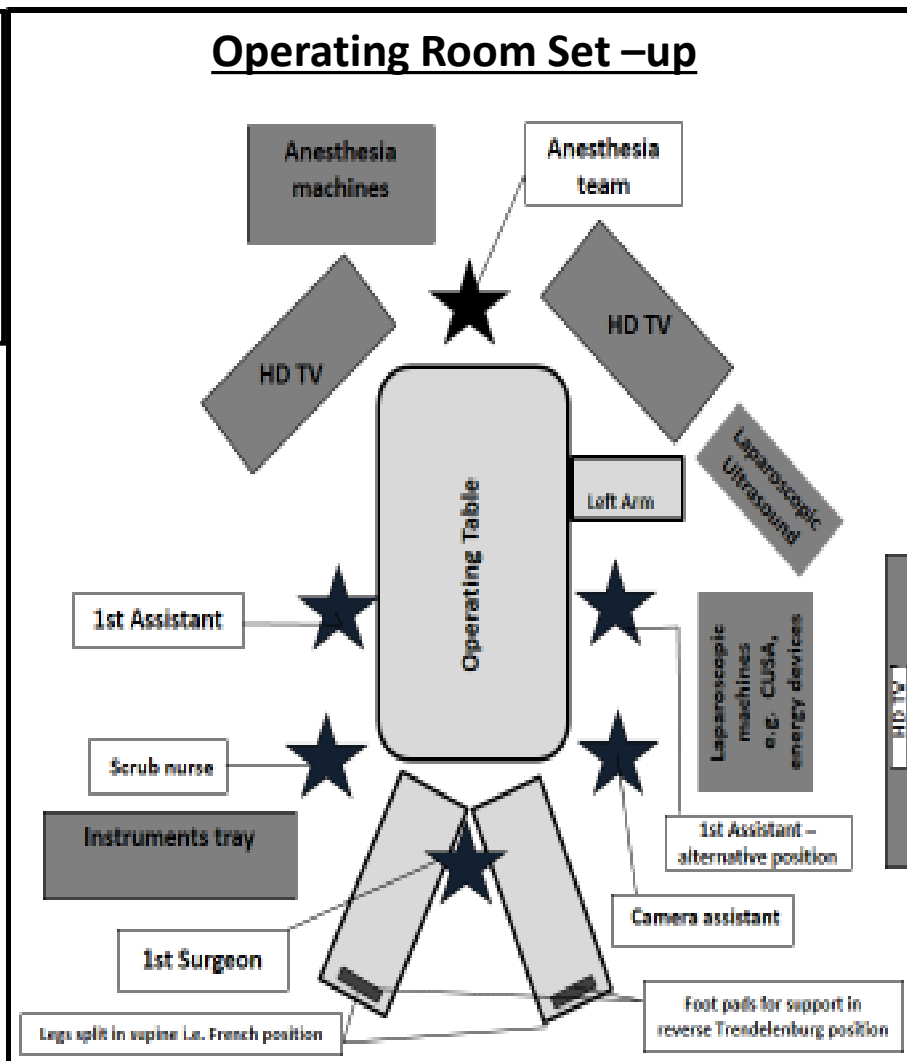 Operating Room Set –up
Anesthesia
machines
Anesthesia
team
HD TV
HD TV
Laparoscopic
Ultrasound
Left Arm
Operating Table
1st Assistant
Laparoscopic
machines
e.g. CUSA,
energy devices
HD TV
Scrub nurse
Instruments tray
1st Assistant –
alternative position
Camera assistant
1st Surgeon
Foot pads for support in
reverse Trendelenburg position
Legs split in supine i.e. French position